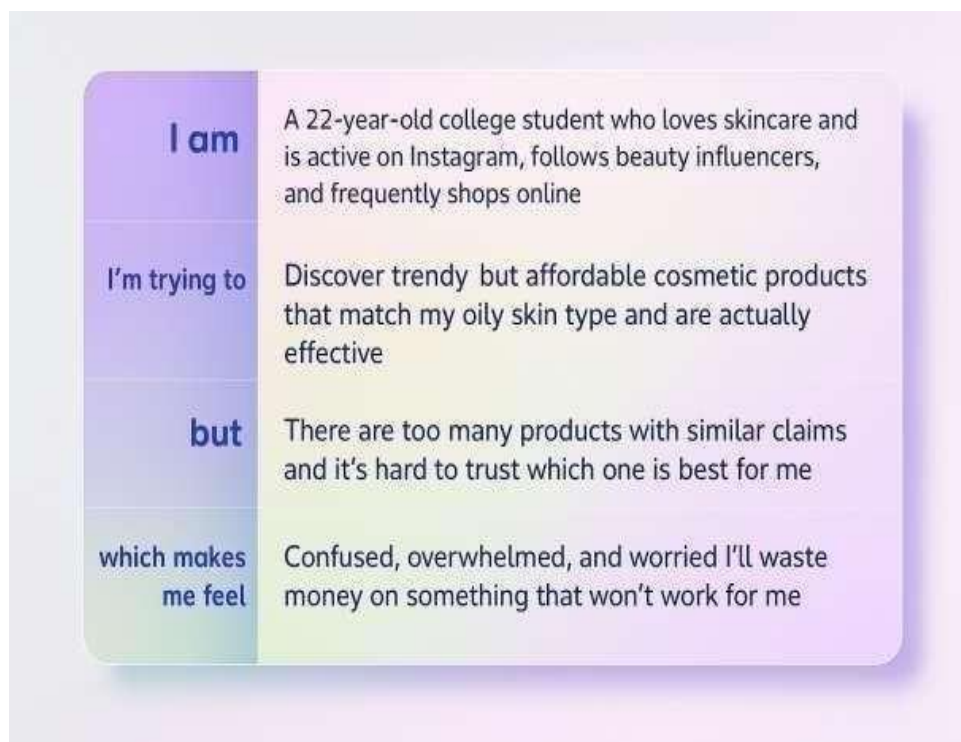 I am
A 22-year-old college student who loves skincare and
is active on Instagram, follows beauty influencers,
and frequently shops online
I'm trying to
Discover trendy but affordable cosmetic products
that match my oily skin type and are actually
effective
but
There are too many products with similar claims
and it's hard to trust which one is best for me
which makes
me feel
Confused, overwhelmed, and worried I'll waste
money on something that won't work for me